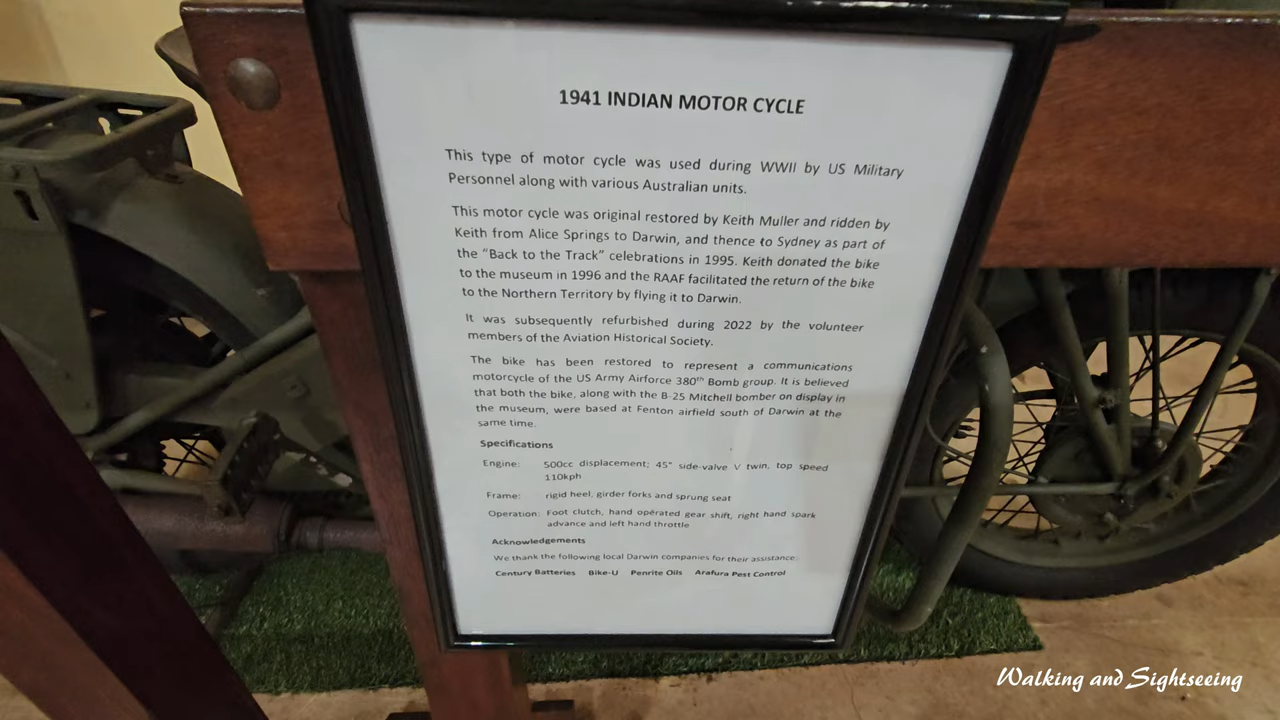 1941 INDIAN MOTOR CYCLE
This type of motor cycle was used during WWII by US Military
Personnel along with various Australian units.
This motor cycle was original restored by Keith Muller and ridden by
Keith from Alice Springs to Darwin, and thence to Sydney as part of
the “Back to the Track” celebrations in 1995. Keith donated the bike
to the museum in 1996 and the RAAF facilitated the return of the bike
to the Northern Territory by flying it to Darwin.
It was subsequently refurbished during 2022 by the volunteer
members of the Aviation Historical Society.
The bike has been restored to represent a communications
motorcycle of the US Army Airforce 380th Bomb group. It is believed
that both the bike, along with the B-25 Mitchell bomber on display in
the museum, were based at Fenton airfield south of Darwin at the
same time.
Specifications
Engine: 500cc displacement; 45° side-valve V twin, top speed
110kph
Frame: rigid heel, girder forks and sprung seat
Operation: Foot clutch, hand operated gear shift, right hand spark
advance and left hand throttle
Acknowledgements
We thank the following local Darwin companies for their assistance:
Century Batteries Bike-U Penrite Oils Arafura Pest Control
Walking and Sightseeing